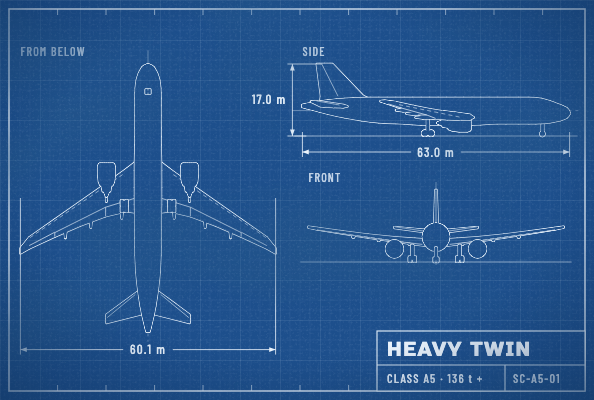 FROM BELOW
SIDE
17.0 m
63.0 m
FRONT
60.1 m
HEAVY TWIN
CLASS A5 · 136 t +
SC-A5-01